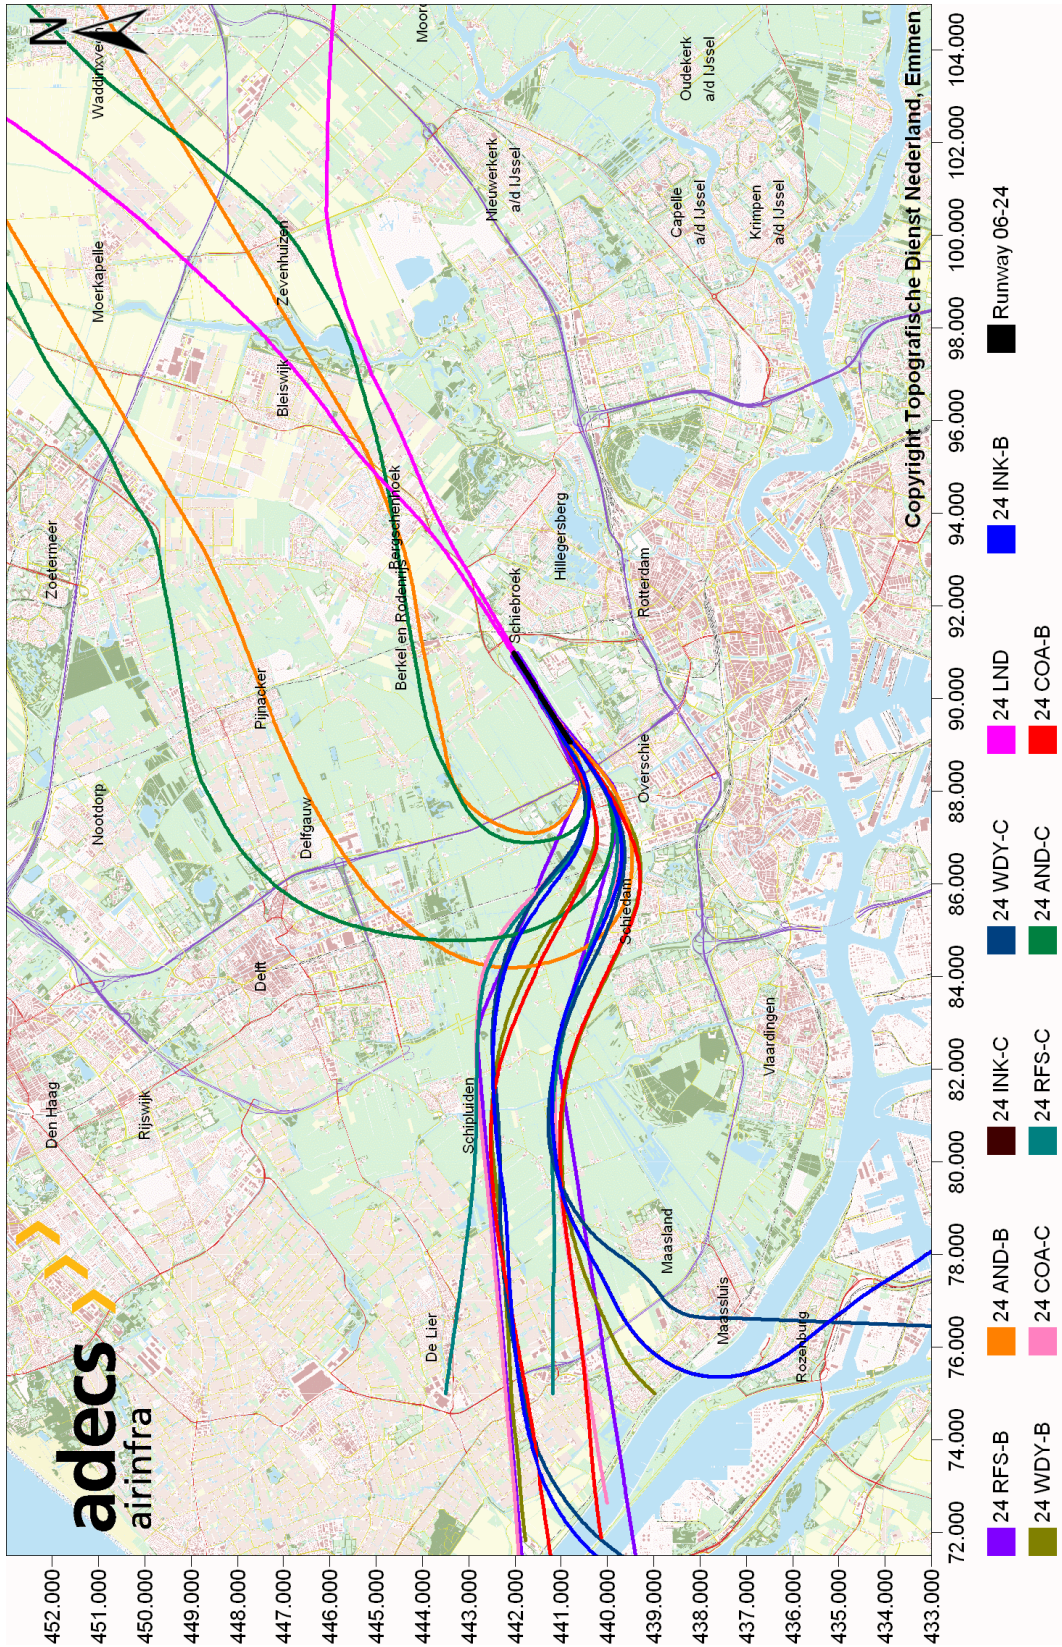 adecs
airinfra
N
Den Haag
Rijswijk
Nootdorp
Zoetermeer
Moerkapelle
Delft
Delfgauw
Pijnacker
Bleiswijk
Zevenhuizen
De Lier
Schipluiden
Berkel en Rodenrijs
Bergschenhoek
Schiebroek
Hillegersberg
Nieuwerkerk
a/d IJssel
Maasland
Schiedam
Overschie
Rotterdam
Capelle
a/d IJssel
Oudekerk
a/d IJssel
Maassluis
Vlaardingen
Krimpen
a/d IJssel
Rozenburg
Copyright Topografische Dienst Nederland, Emmen
452.000
451.000
450.000
449.000
448.000
447.000
446.000
445.000
444.000
443.000
442.000
441.000
440.000
439.000
438.000
437.000
436.000
435.000
434.000
433.000
72.000
74.000
76.000
78.000
80.000
82.000
84.000
86.000
88.000
90.000
92.000
94.000
96.000
98.000
100.000
102.000
104.000
24 RFS-B
24 AND-B
24 INK-C
24 WDY-C
24 LND
24 INK-B
Runway 06-24
24 WDY-B
24 COA-C
24 RFS-C
24 AND-C
24 COA-B